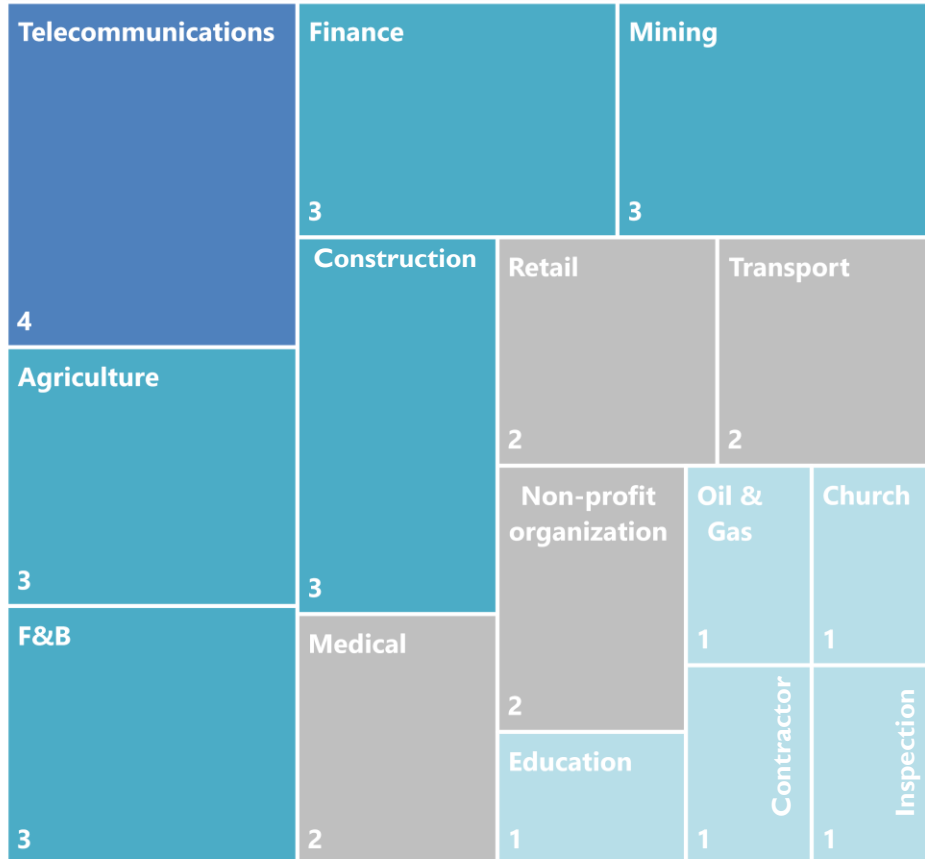 Telecommunications
4
Finance
3
Mining
3
Agriculture
3
Construction
3
Retail
2
Transport
2
F&B
3
Medical
2
Non-profit
organization
2
Oil &
Gas
1
Church
1
Education
1
Contractor
1
Inspection
1